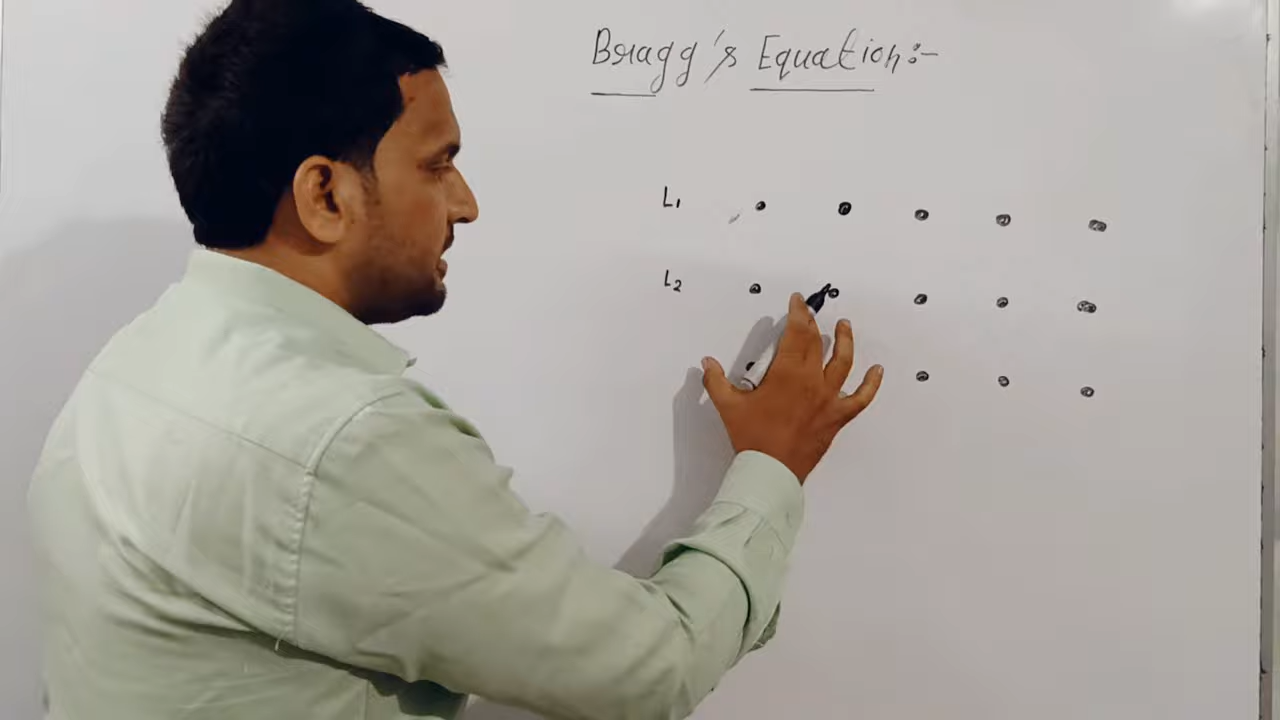 Bragg's Equation:-
L₁
L₂